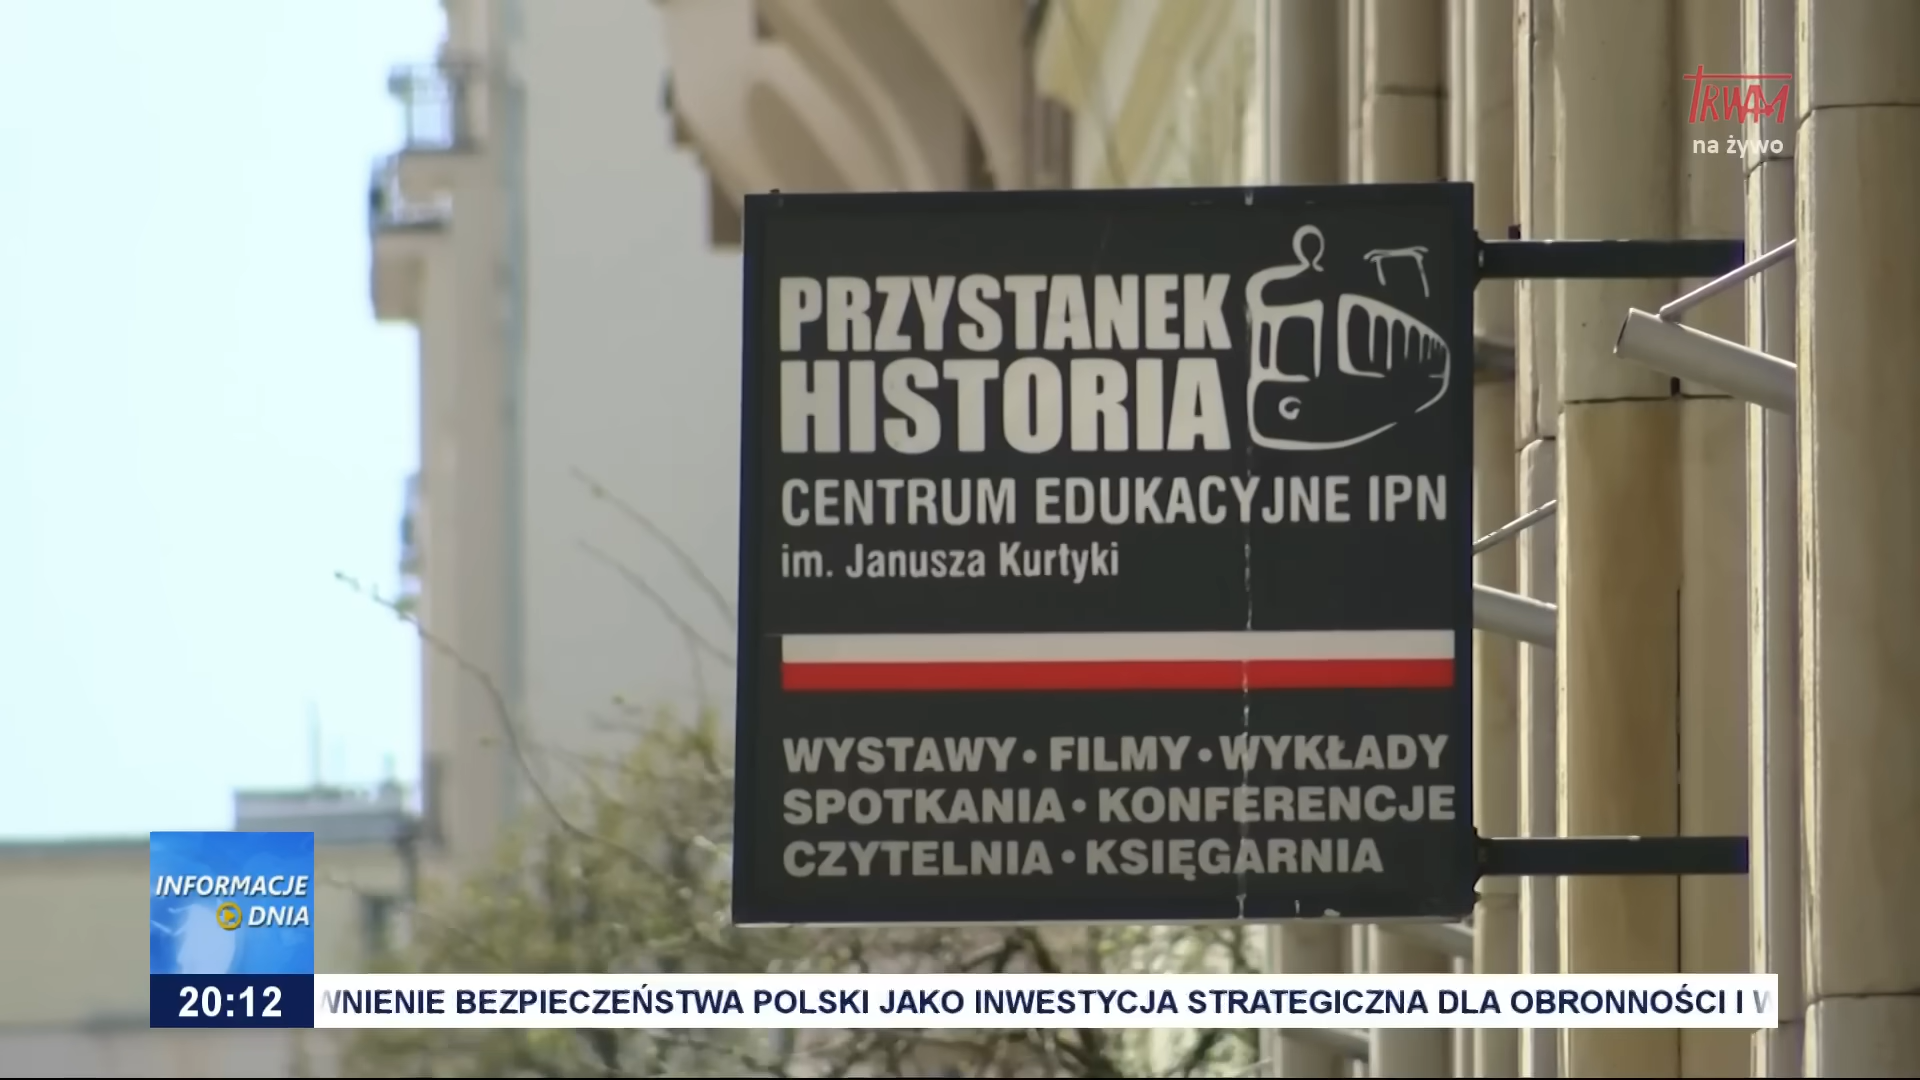 TRWAM
na żywo
PRZYSTANEK
HISTORIA
CENTRUM EDUKACYJNE IPN
im. Janusza Kurtyki
WYSTAWY • FILMY • WYKŁADY
SPOTKANIA • KONFERENCJE
CZYTELNIA • KSIĘGARNIA
INFORMACJE
DNIA
20:12 WNIENIE BEZPIECZEŃSTWA POLSKI JAKO INWESTYCJA STRATEGICZNA DLA OBRONNOŚCI I